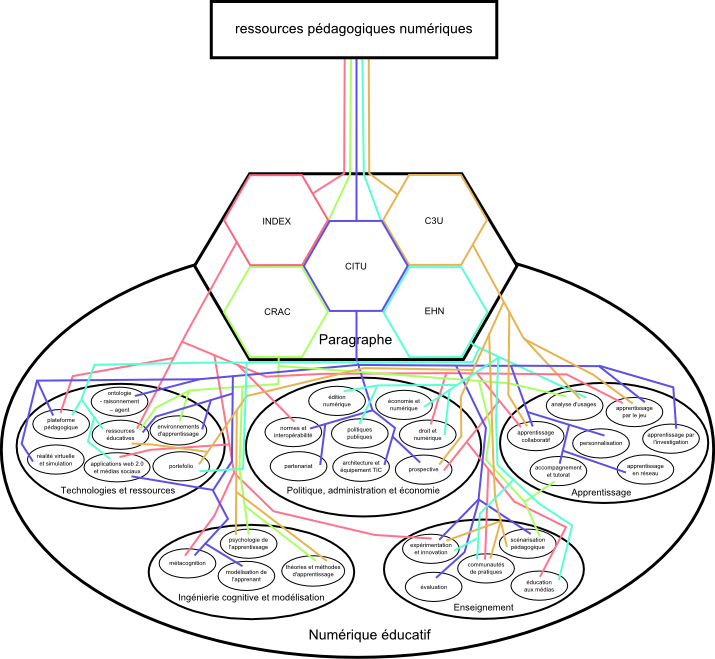 ressources pédagogiques numériques
INDEX
C3U
CITU
CRAC
EHN
Paragraphe
ontologie
- raisonnement
– agent
plateforme
pédagogique
ressources
éducatives
environnements
d'apprentissage
réalité virtuelle
et simulation
applications web 2.0
et médias sociaux
portefolio
Technologies et ressources
édition
numérique
économie et
numérique
normes et
interopérabilité
politiques
publiques
droit et
numérique
partenariat
architecture et
équipement TIC
prospective
Politique, administration et économie
analyse d'usages
apprentissage
par le jeu
apprentissage
collaboratif
personnalisation
apprentissage par
l'investigation
accompagnement
et tutorat
apprentissage
en réseau
Apprentissage
psychologie de
l'apprentissage
métacognition
modélisation de
l'apprenant
théories et méthodes
d'apprentissage
Ingénierie cognitive et modélisation
expérimentation
et innovation
scénarisation
pédagogique
communautés
de pratiques
évaluation
éducation
aux médias
Enseignement
Numérique éducatif